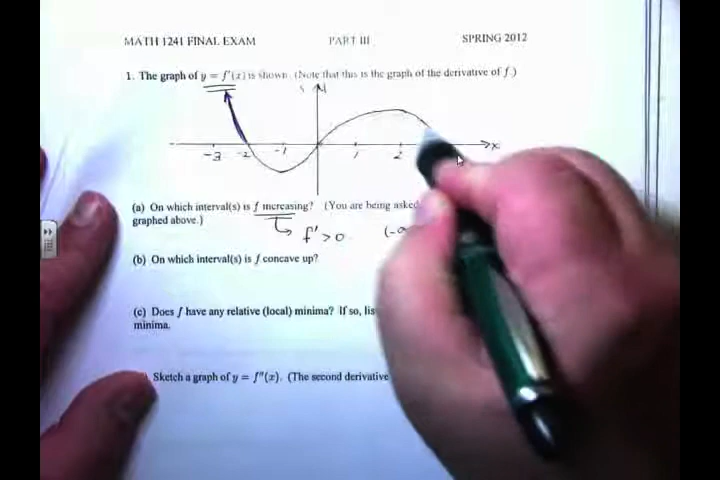 MATH 1241 FINAL EXAM PART III SPRING 2012
1. The graph of y = f'(x) is shown. (Note that this is the graph of the derivative of f.)
-3 -2 -1 1 2 x
(a) On which interval(s) is f increasing? (You are being asked
graphed above.)
f' > 0 (-∞
(b) On which interval(s) is f concave up?
(c) Does f have any relative (local) minima? If so, lis
minima.
Sketch a graph of y = f''(x). (The second derivative